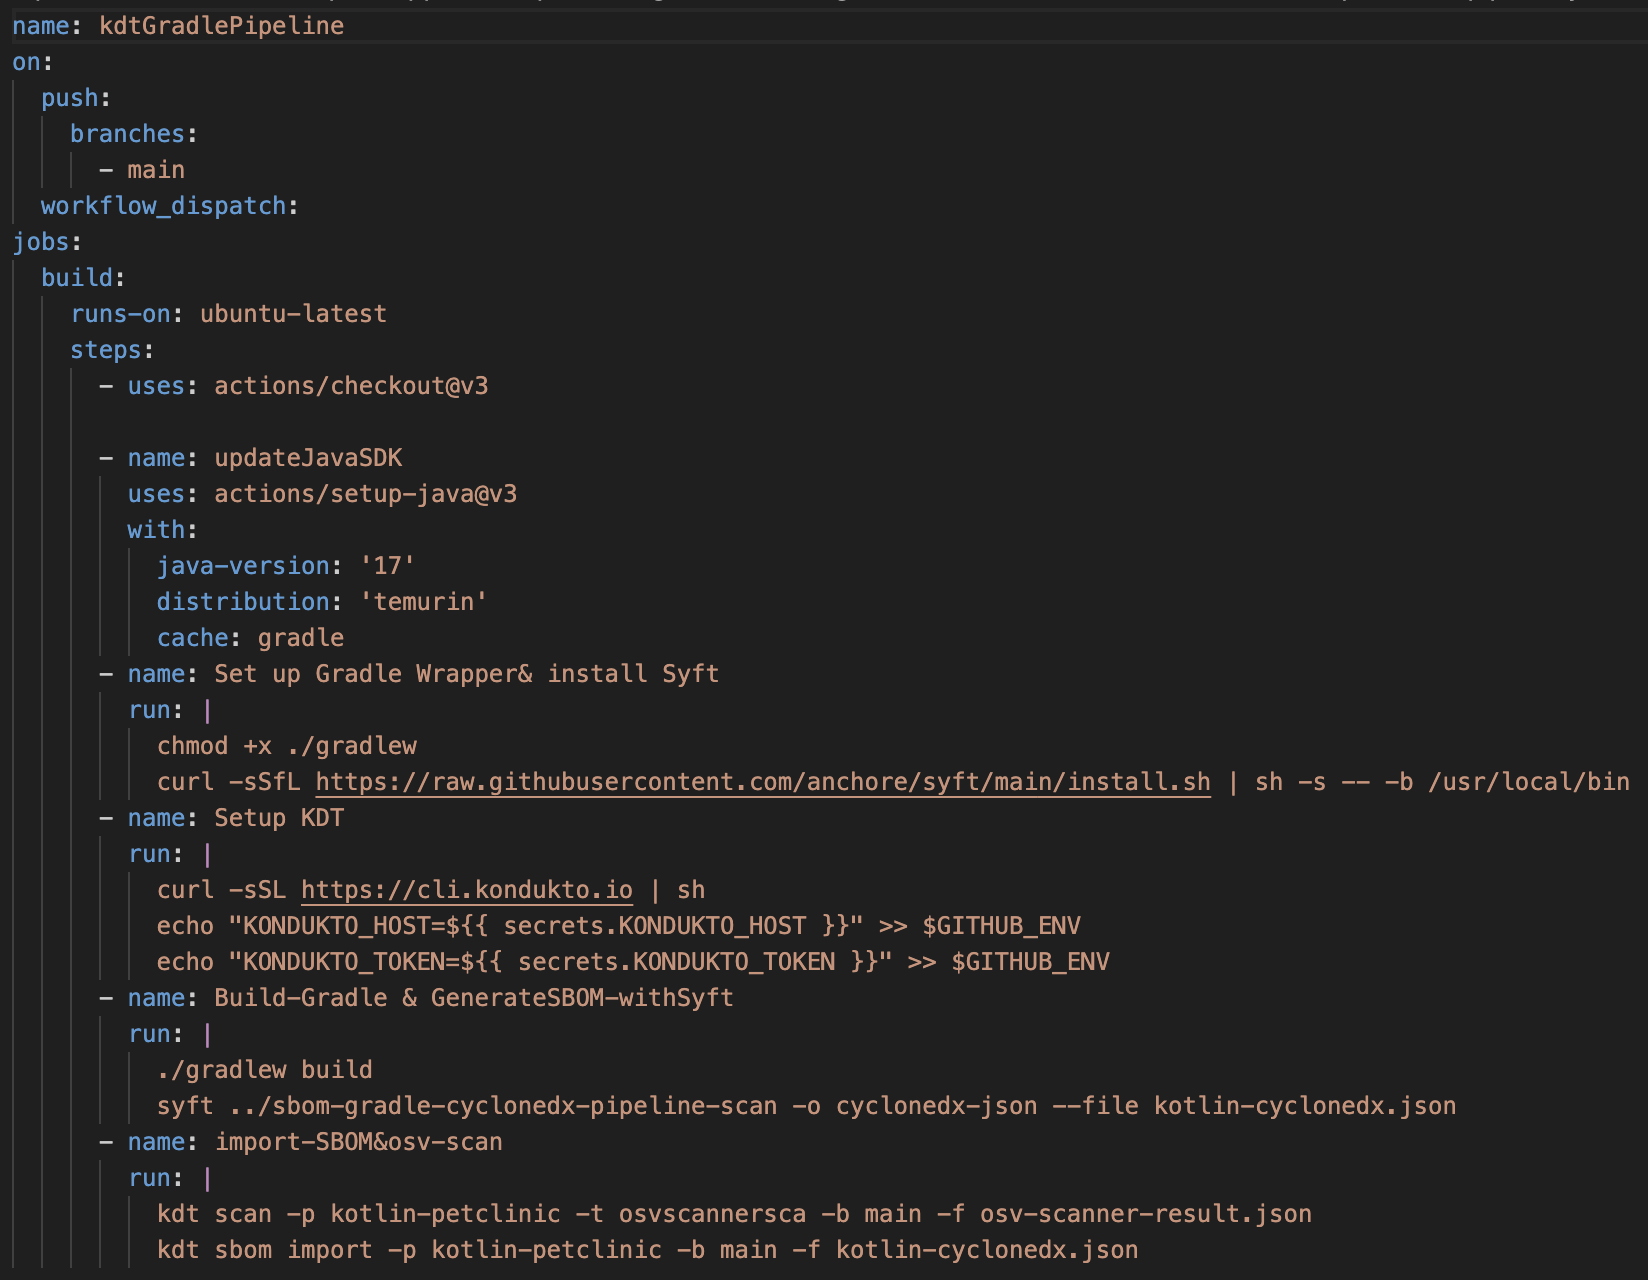 name: kdtGradlePipeline
on:
  push:
    branches:
      - main
  workflow_dispatch:
jobs:
  build:
    runs-on: ubuntu-latest
    steps:
      - uses: actions/checkout@v3

      - name: updateJavaSDK
        uses: actions/setup-java@v3
        with:
          java-version: '17'
          distribution: 'temurin'
          cache: gradle
      - name: Set up Gradle Wrapper& install Syft
        run: |
          chmod +x ./gradlew
          curl -sSfL https://raw.githubusercontent.com/anchore/syft/main/install.sh | sh -s -- -b /usr/local/bin
      - name: Setup KDT
        run: |
          curl -sSL https://cli.kondukto.io | sh
          echo "KONDUKTO_HOST=${{ secrets.KONDUKTO_HOST }}" >> $GITHUB_ENV
          echo "KONDUKTO_TOKEN=${{ secrets.KONDUKTO_TOKEN }}" >> $GITHUB_ENV
      - name: Build-Gradle & GenerateSBOM-withSyft
        run: |
          ./gradlew build
          syft ../sbom-gradle-cyclonedx-pipeline-scan -o cyclonedx-json --file kotlin-cyclonedx.json
      - name: import-SBOM&osv-scan
        run: |
          kdt scan -p kotlin-petclinic -t osvscannersca -b main -f osv-scanner-result.json
          kdt sbom import -p kotlin-petclinic -b main -f kotlin-cyclonedx.json